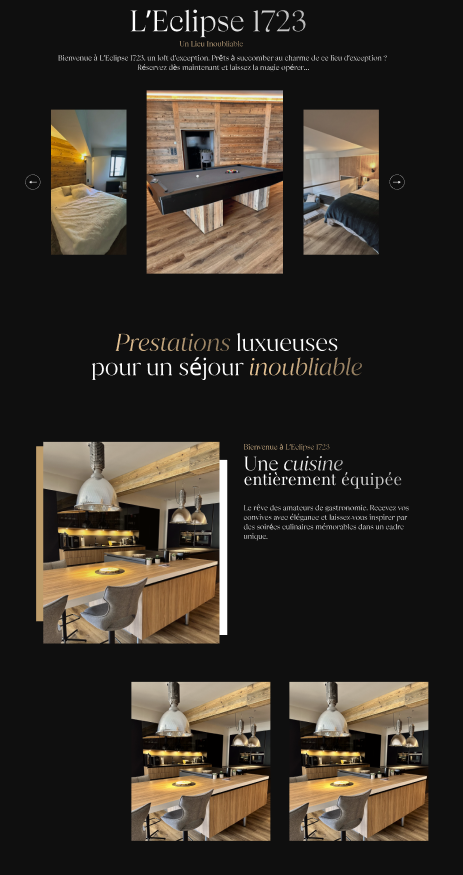 L'Eclipse 1723
Un Lieu Inoubliable
Bienvenue à L'Eclipse 1723, un loft d'exception. Prêts à succomber au charme de ce lieu d'exception ?
Réservez dès maintenant et laissez la magie opérer...
Prestations luxueuses
pour un séjour inoubliable
Bienvenue à L'Eclipse 1723
Une cuisine
entièrement équipée
Le rêve des amateurs de gastronomie. Recevez vos
convives avec élégance et laissez-vous inspirer par
des soirées culinaires mémorables dans un cadre
unique.